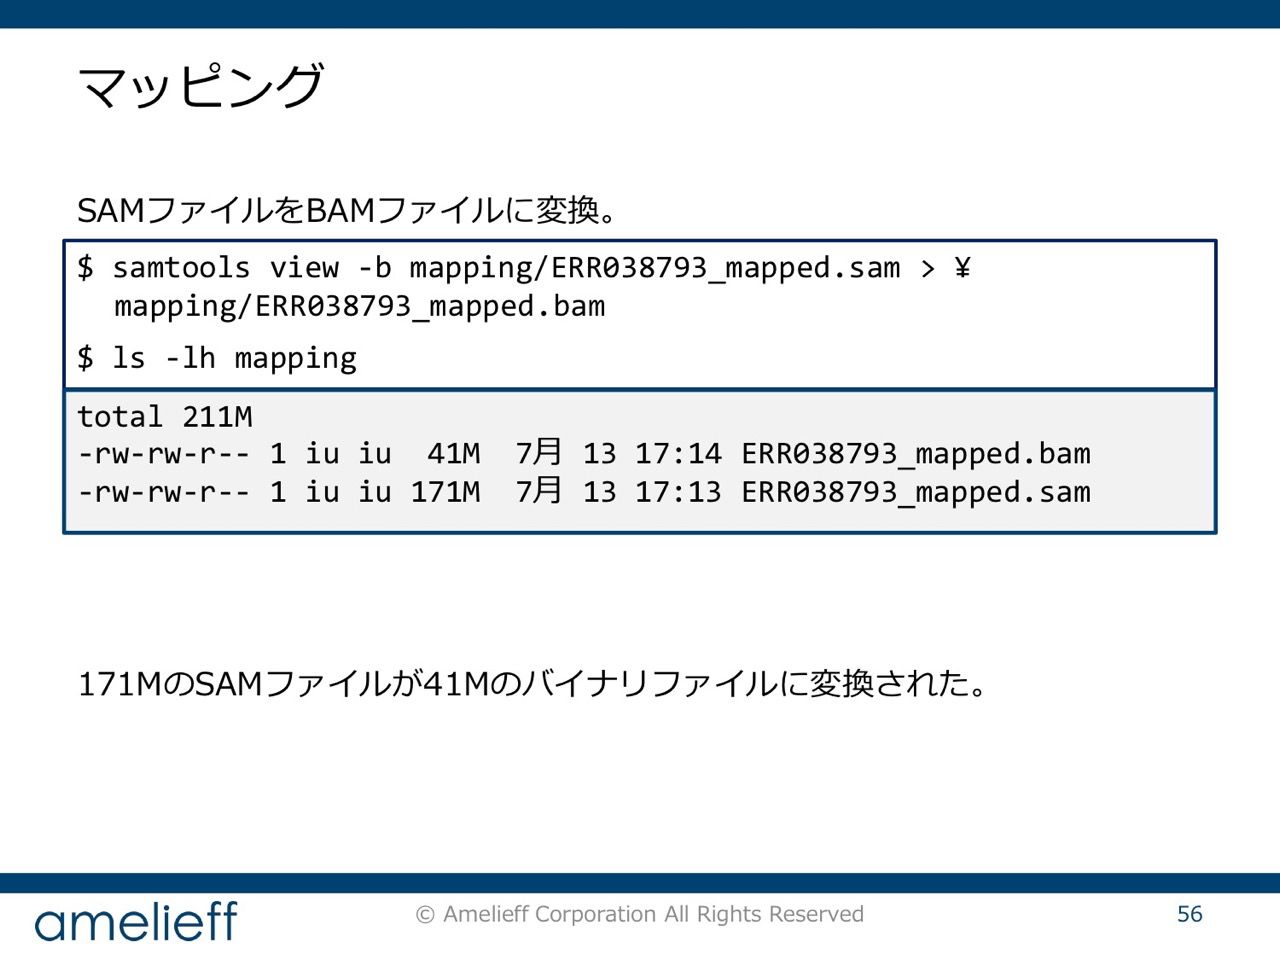 マッピング
SAMファイルをBAMファイルに変換。
$ samtools view -b mapping/ERR038793_mapped.sam > ¥
mapping/ERR038793_mapped.bam
$ ls -lh mapping
total 211M
-rw-rw-r-- 1 iu iu  41M  7月 13 17:14 ERR038793_mapped.bam
-rw-rw-r-- 1 iu iu 171M  7月 13 17:13 ERR038793_mapped.sam
171MのSAMファイルが41Mのバイナリファイルに変換された。
amelieff
© Amelieff Corporation All Rights Reserved
56